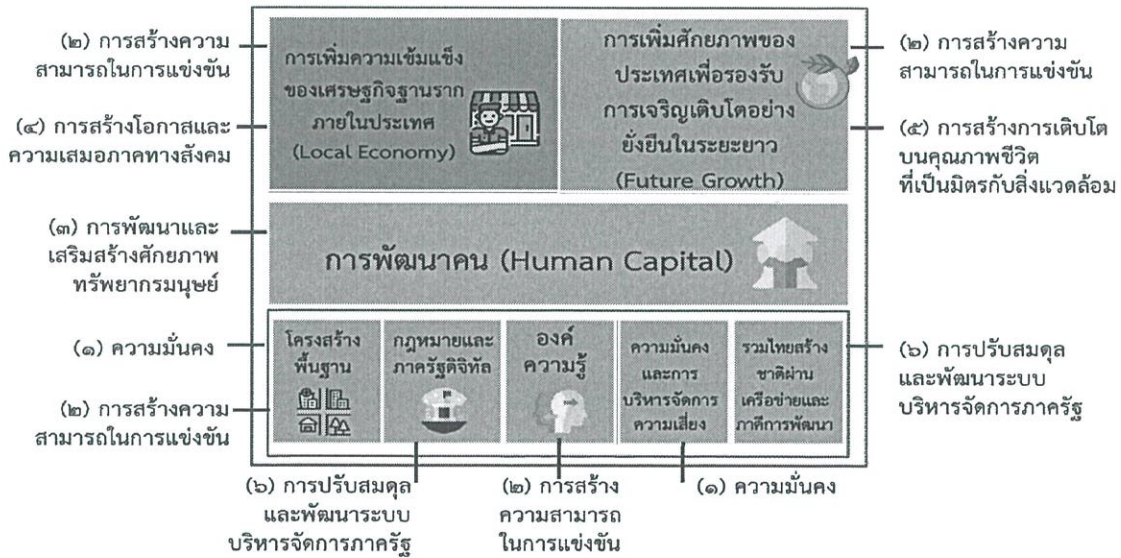 (๒) การสร้างความ
สามารถในการแข่งขัน
(๔) การสร้างโอกาสและ
ความเสมอภาคทางสังคม
การเพิ่มความเข้มแข็ง
ของเศรษฐกิจฐานราก
ภายในประเทศ
(Local Economy)
การเพิ่มศักยภาพของ
ประเทศเพื่อรองรับ
การเจริญเติบโตอย่าง
ยั่งยืนในระยะยาว
(Future Growth)
(๒) การสร้างความ
สามารถในการแข่งขัน
(๕) การสร้างการเติบโต
บนคุณภาพชีวิต
ที่เป็นมิตรกับสิ่งแวดล้อม
(๓) การพัฒนาและ
เสริมสร้างศักยภาพ
ทรัพยากรมนุษย์
การพัฒนาคน (Human Capital)
(๑) ความมั่นคง
(๒) การสร้างความ
สามารถในการแข่งขัน
โครงสร้าง
พื้นฐาน
กฎหมายและ
ภาครัฐดิจิทัล
องค์
ความรู้
ความมั่นคง
และการ
บริหารจัดการ
ความเสี่ยง
รวมไทยสร้าง
ชาติผ่าน
เครือข่ายและ
ภาคีการพัฒนา
(๖) การปรับสมดุล
และพัฒนาระบบ
บริหารจัดการภาครัฐ
(๖) การปรับสมดุล
และพัฒนาระบบ
บริหารจัดการภาครัฐ
(๒) การสร้าง
ความสามารถ
ในการแข่งขัน
(๑) ความมั่นคง